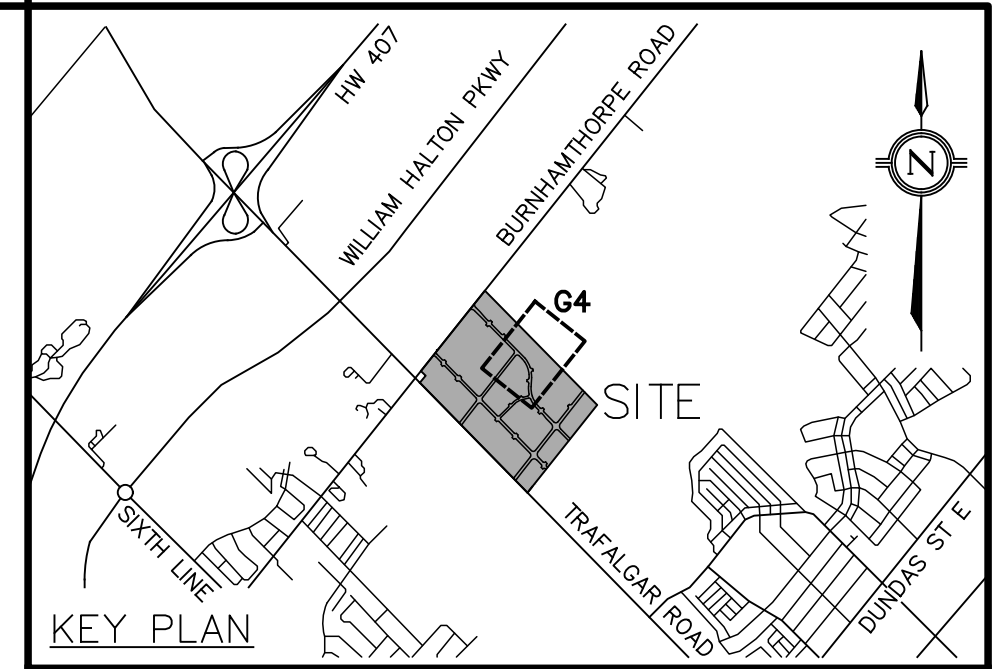 HW 407
WILLIAM HALTON PKWY
BURNHAMTHORPE ROAD
N
G4
SITE
SIXTH LINE
TRAFALGAR ROAD
DUNDAS ST E
KEY PLAN